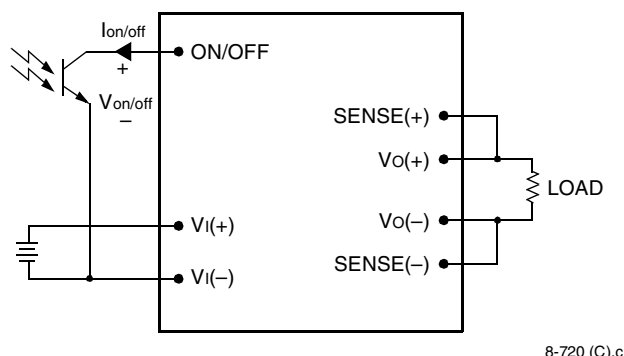 Ion/off
+
Von/off
–
ON/OFF
SENSE(+)
VO(+)
LOAD
VO(–)
SENSE(–)
VI(+)
VI(–)
8-720 (C).c